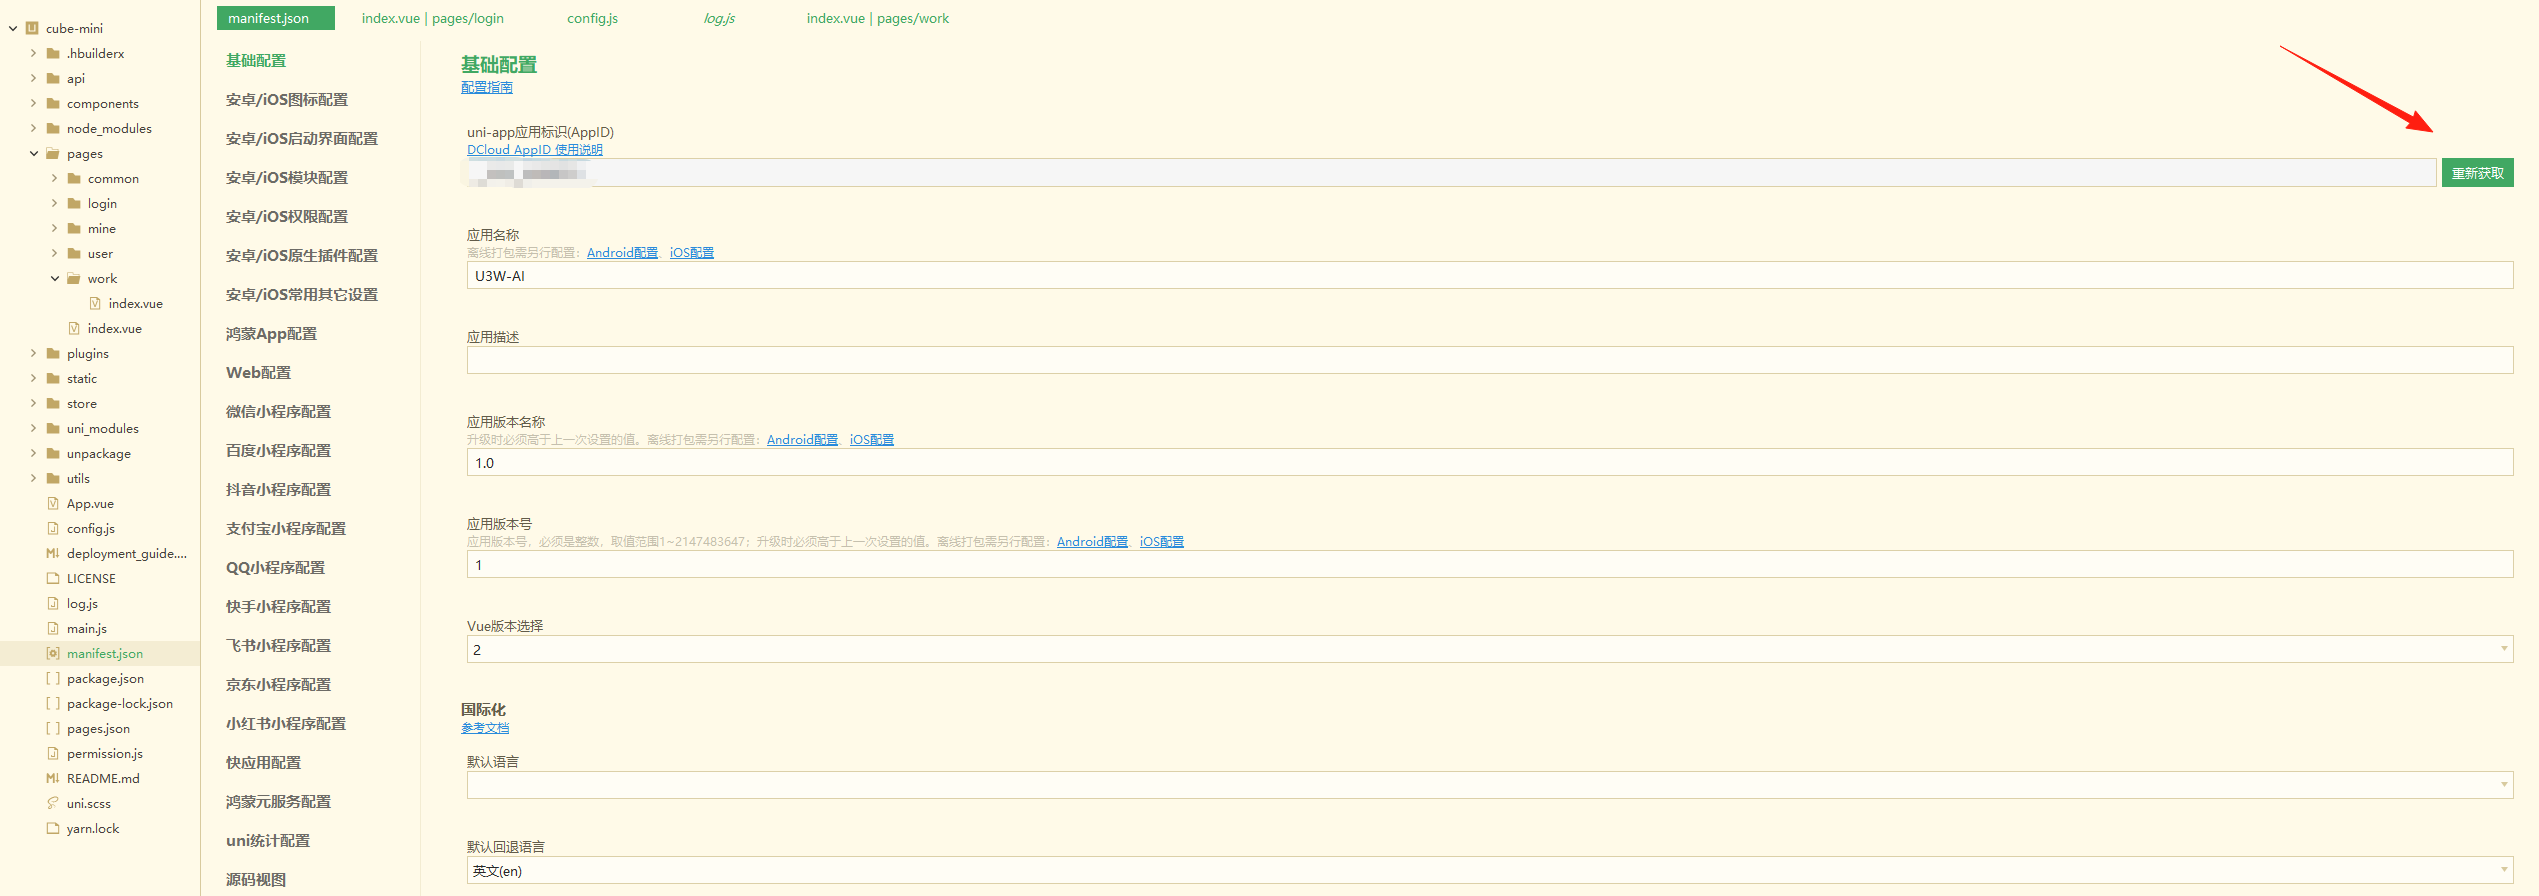 cube-mini
.hbuilderx
api
components
node_modules
pages
common
login
mine
user
work
index.vue
index.vue
plugins
static
store
uni_modules
unpackage
utils
App.vue
config.js
deployment_guide....
LICENSE
log.js
main.js
manifest.json
package.json
package-lock.json
pages.json
permission.js
README.md
uni.scss
yarn.lock
manifest.json
index.vue | pages/login
config.js
log.js
index.vue | pages/work
基础配置
安卓/iOS图标配置
安卓/iOS启动界面配置
安卓/iOS模块配置
安卓/iOS权限配置
安卓/iOS原生插件配置
安卓/iOS常用其它设置
鸿蒙App配置
Web配置
微信小程序配置
百度小程序配置
抖音小程序配置
支付宝小程序配置
QQ小程序配置
快手小程序配置
飞书小程序配置
京东小程序配置
小红书小程序配置
快应用配置
鸿蒙元服务配置
uni统计配置
源码视图
基础配置
配置指南
uni-app应用标识(AppID)
DCloud AppID 使用说明
重新获取
应用名称
离线打包需另行配置：Android配置、iOS配置
U3W-AI
应用描述
应用版本名称
升级时必须高于上一次设置的值。离线打包需另行配置：Android配置、iOS配置
1.0
应用版本号
应用版本号，必须是整数，取值范围1~2147483647；升级时必须高于上一次设置的值。离线打包需另行配置：Android配置、iOS配置
1
Vue版本选择
2
国际化
参考文档
默认语言
默认回退语言
英文(en)